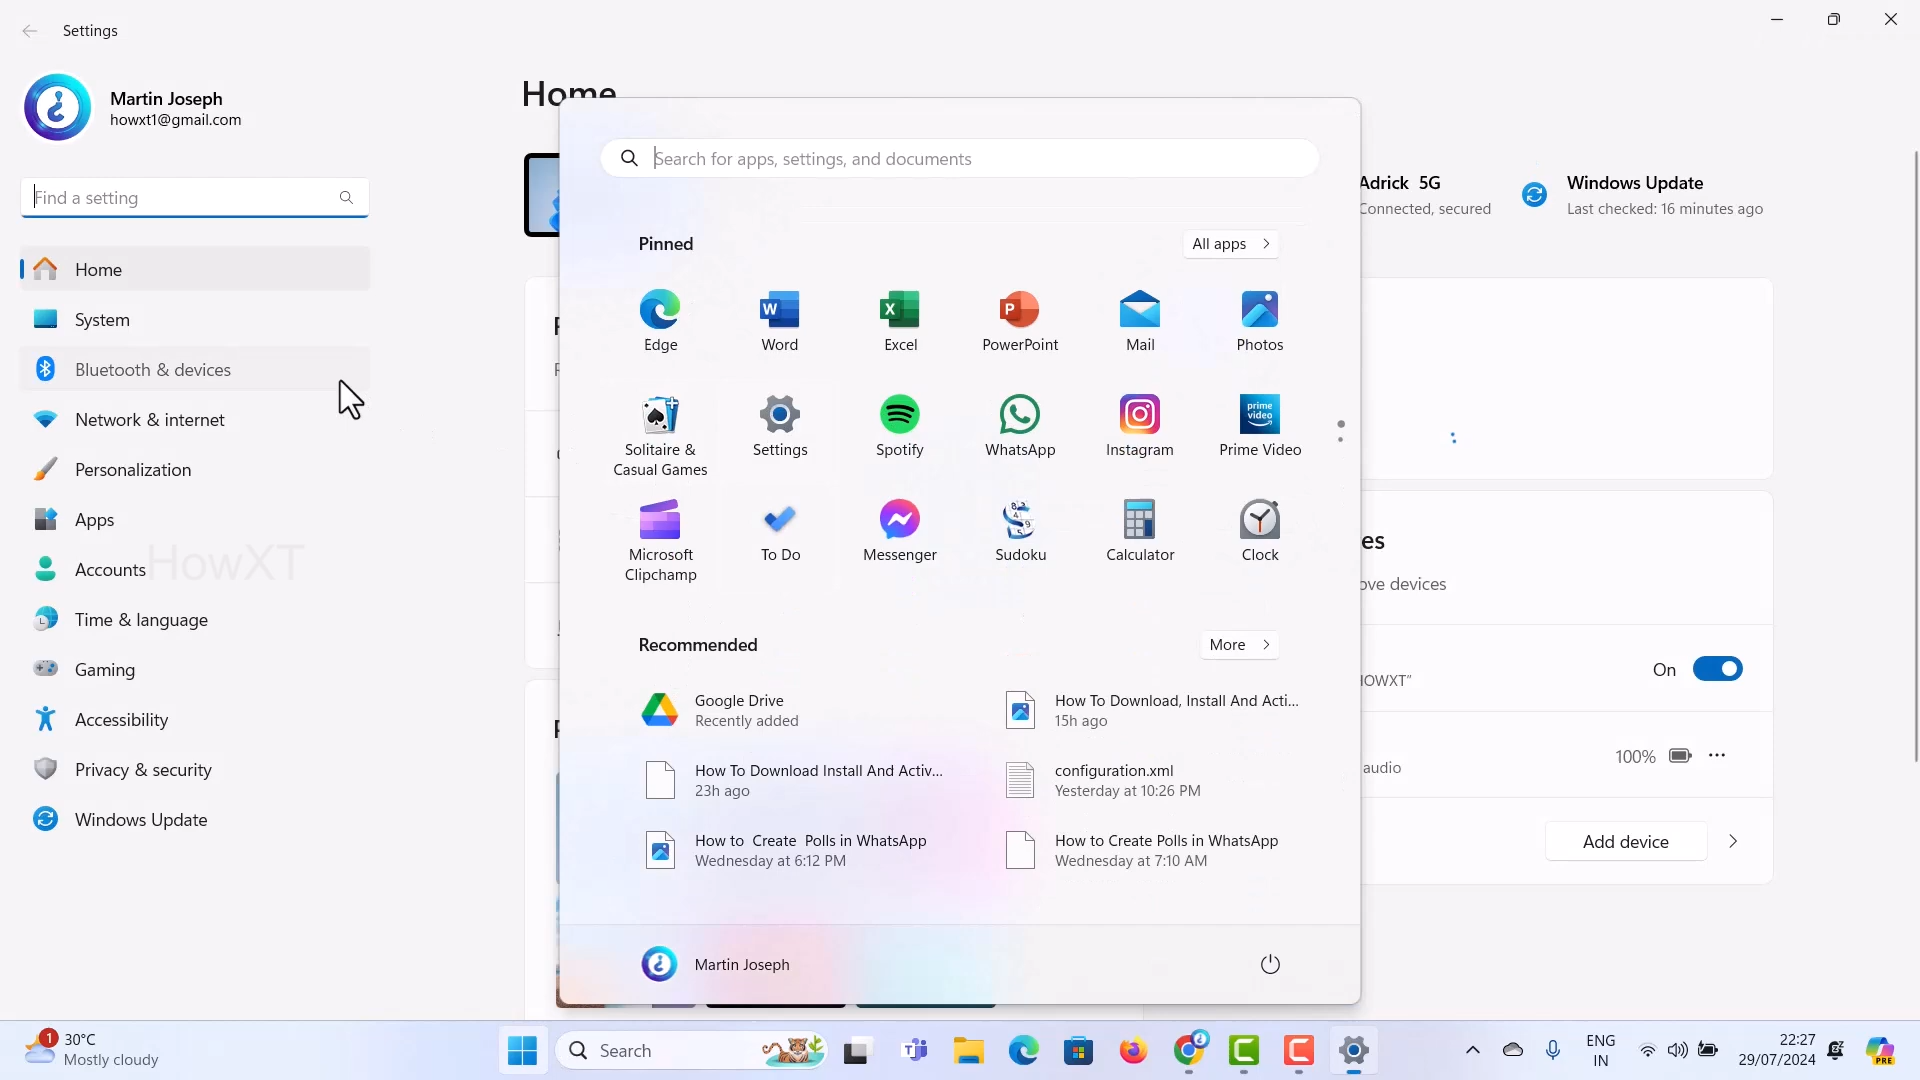 Settings
Martin Joseph
howxt1@gmail.com
Find a setting
Home
System
Bluetooth & devices
Network & internet
Personalization
Apps
Accounts
HowXT
Time & language
Gaming
Accessibility
Privacy & security
Windows Update
Home
Adrick 5G
Connected, secured
Windows Update
Last checked: 16 minutes ago
Search for apps, settings, and documents
Pinned
All apps
Edge
Word
Excel
PowerPoint
Mail
Photos
Solitaire &
Casual Games
Settings
Spotify
WhatsApp
Instagram
prime
video
Prime Video
Microsoft
Clipchamp
To Do
Messenger
Sudoku
Calculator
Clock
Recommended
More
Google Drive
Recently added
How To Download, Install And Acti...
15h ago
How To Download Install And Activ...
23h ago
configuration.xml
Yesterday at 10:26 PM
How to Create Polls in WhatsApp
Wednesday at 6:12 PM
How to Create Polls in WhatsApp
Wednesday at 7:10 AM
Martin Joseph
es
ove devices
HOWXT"
On
audio
100%
Add device
1
30°C
Mostly cloudy
Search
ENG
IN
22:27
29/07/2024
PRE